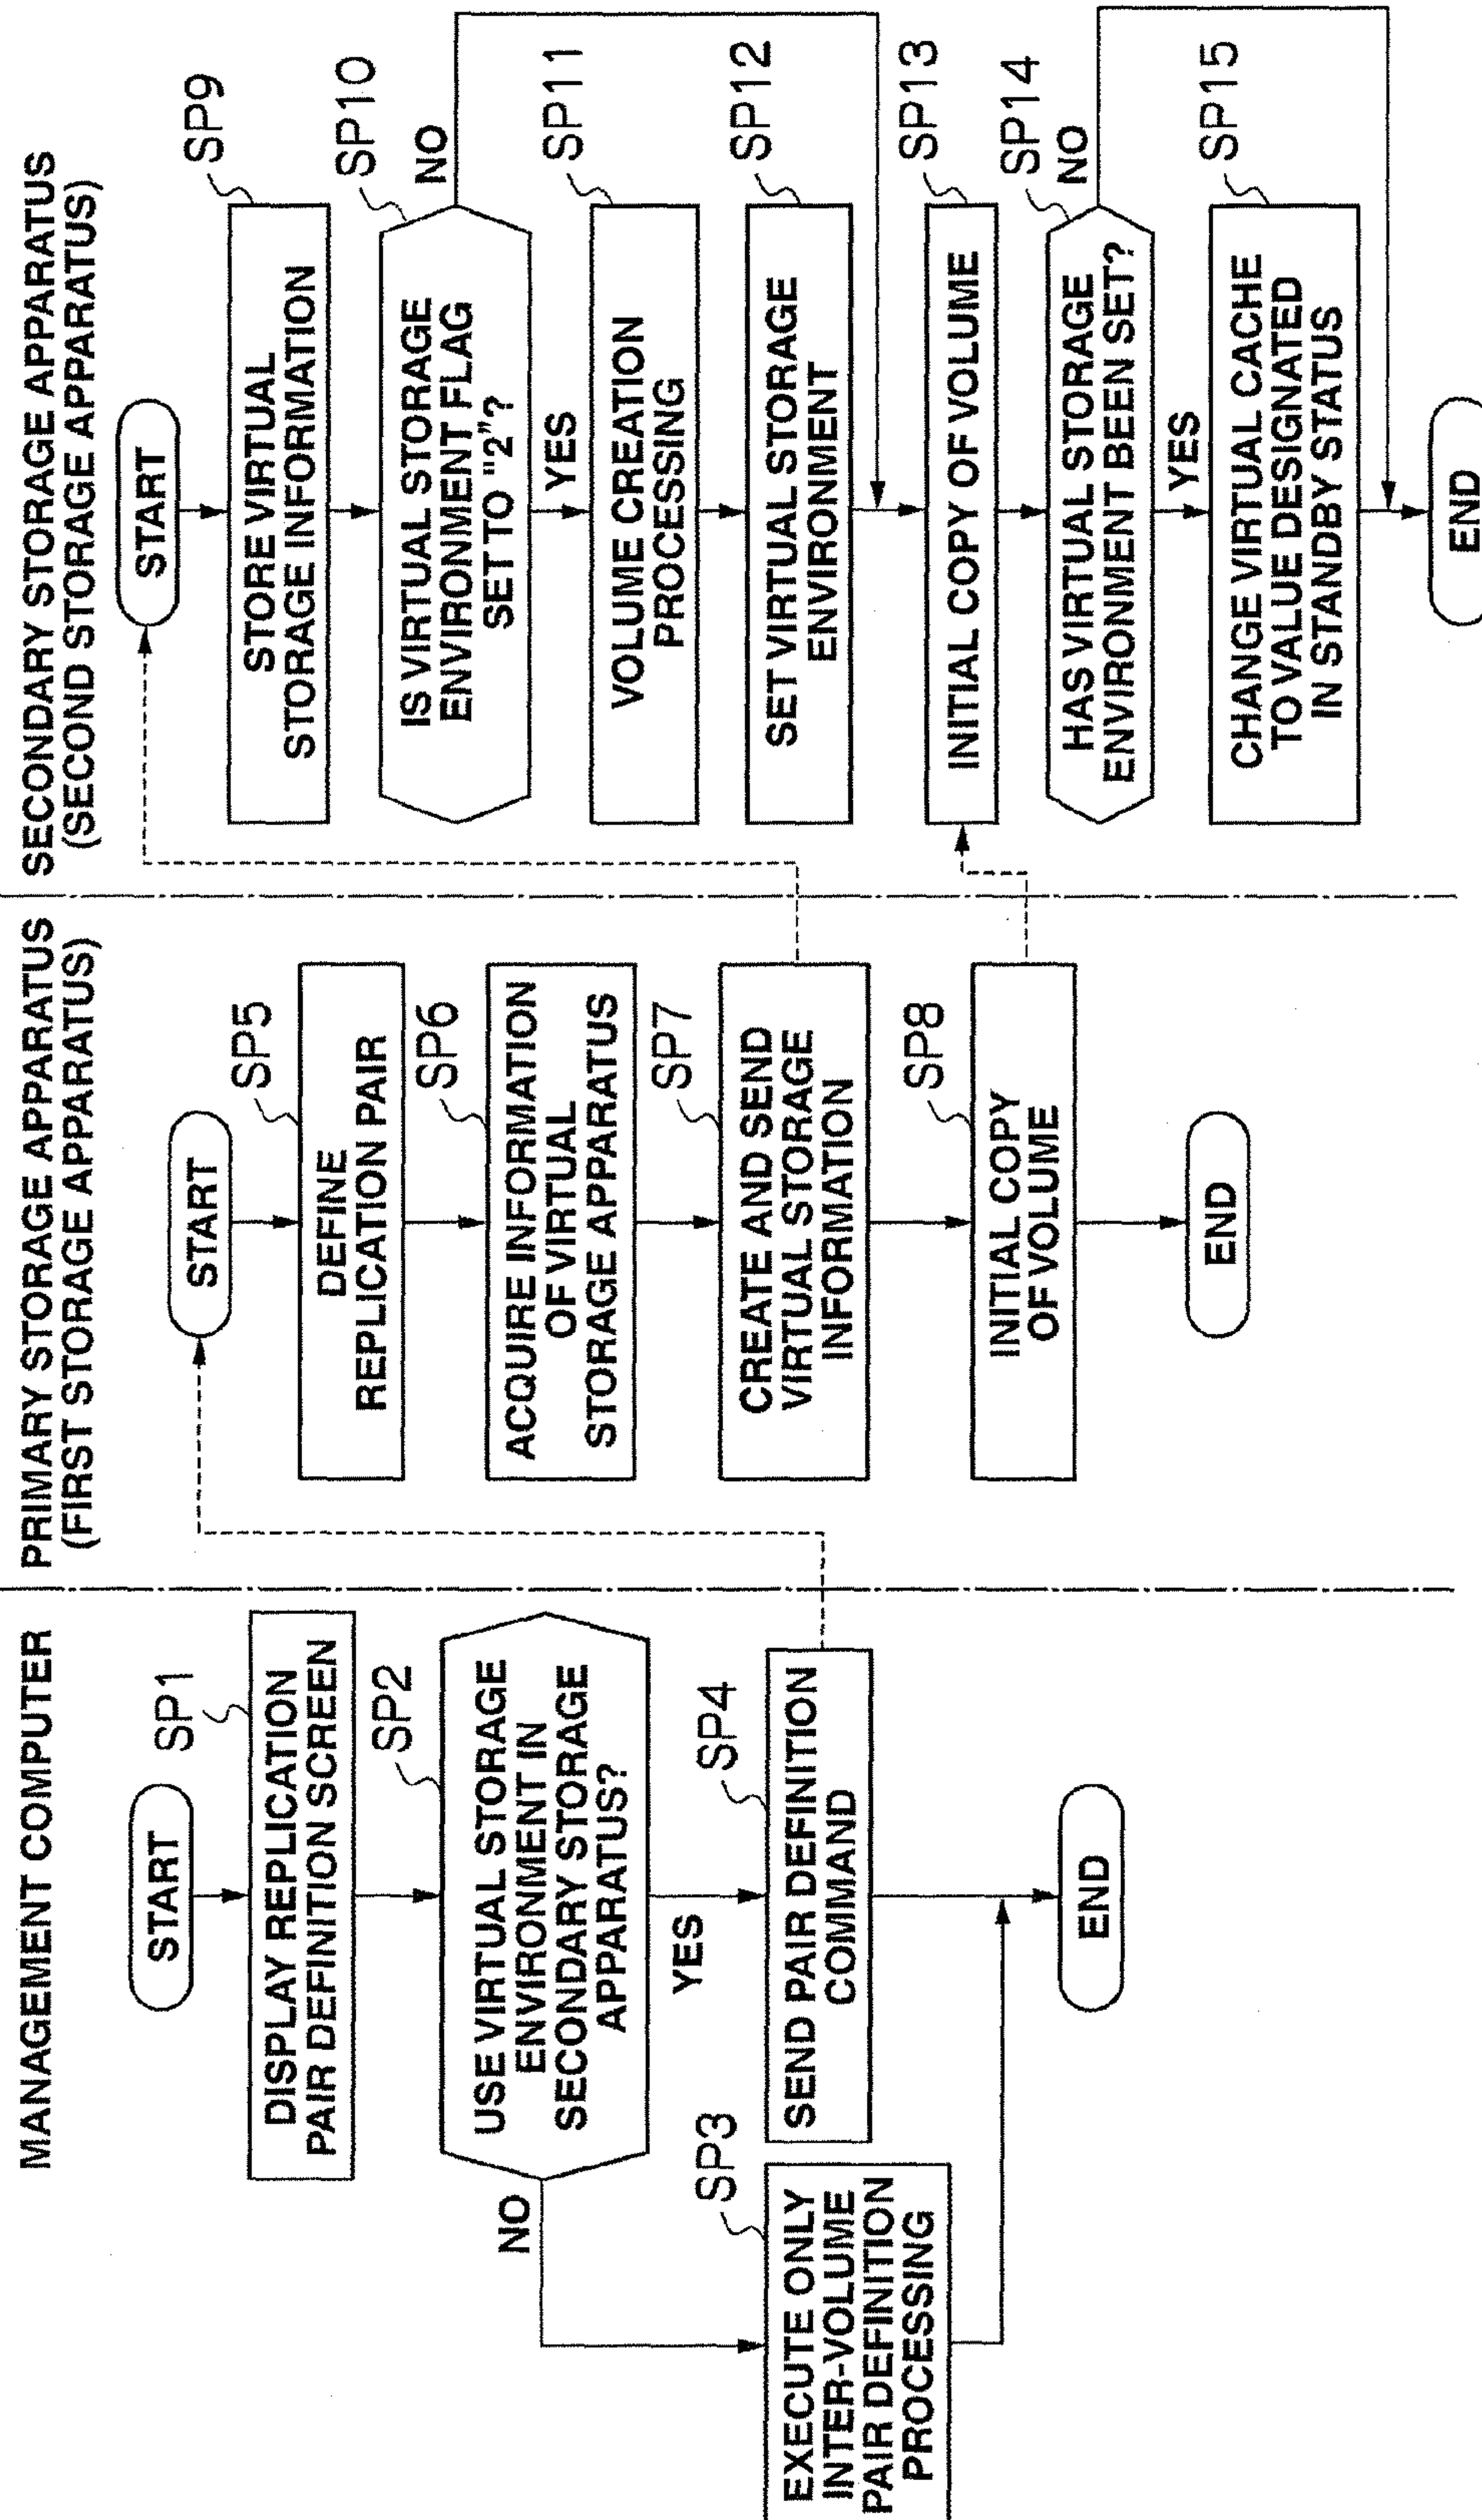 MANAGEMENT COMPUTER
START
SP1
DISPLAY REPLICATION
PAIR DEFINITION SCREEN
SP2
USE VIRTUAL STORAGE
ENVIRONMENT IN
SECONDARY STORAGE
APPARATUS?
NO
YES
SP3
EXECUTE ONLY
INTER-VOLUME
PAIR DEFINITION
PROCESSING
SP4
SEND PAIR DEFINITION
COMMAND
END
PRIMARY STORAGE APPARATUS
(FIRST STORAGE APPARATUS)
START
SP5
DEFINE
REPLICATION PAIR
SP6
ACQUIRE INFORMATION
OF VIRTUAL
STORAGE APPARATUS
SP7
CREATE AND SEND
VIRTUAL STORAGE
INFORMATION
SP8
INITIAL COPY
OF VOLUME
END
SECONDARY STORAGE APPARATUS
(SECOND STORAGE APPARATUS)
START
SP9
STORE VIRTUAL
STORAGE INFORMATION
SP10
IS VIRTUAL STORAGE
ENVIRONMENT FLAG
SET TO "2"?
NO
YES
SP11
VOLUME CREATION
PROCESSING
SP12
SET VIRTUAL STORAGE
ENVIRONMENT
SP13
INITIAL COPY OF VOLUME
SP14
HAS VIRTUAL STORAGE
ENVIRONMENT BEEN SET?
NO
YES
SP15
CHANGE VIRTUAL CACHE
TO VALUE DESIGNATED
IN STANDBY STATUS
END